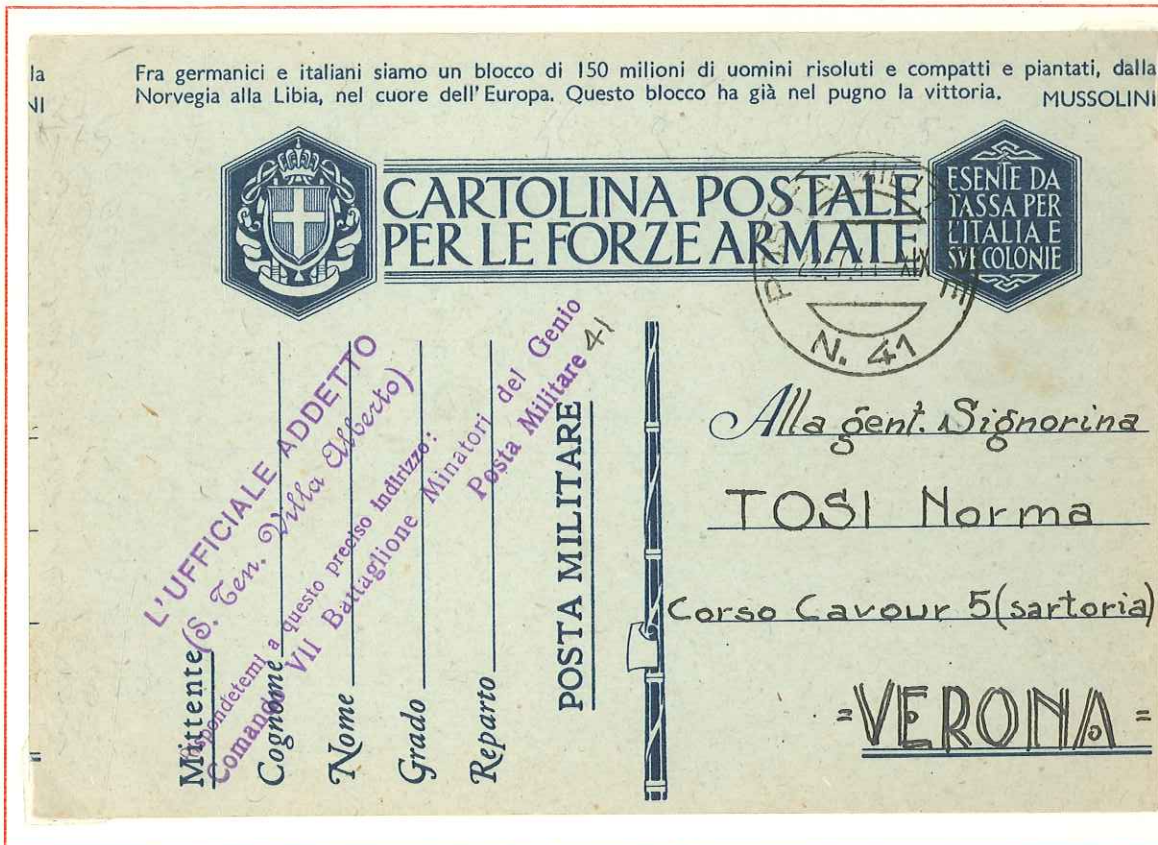 la
NI
Fra germanici e italiani siamo un blocco di 150 milioni di uomini risoluti e compatti e piantati, dalla
Norvegia alla Libia, nel cuore dell'Europa. Questo blocco ha già nel pugno la vittoria. MUSSOLINI
CARTOLINA POSTALE
PER LE FORZE ARMATE
ESENTE DA
TASSA PER
L'ITALIA E
SVE COLONIE
XIX
N. 41
L'UFFICIALE ADDETTO
(S. Ten. Villa Alberto)
Rispondetemi a questo preciso indirizzo:
Comando VII Battaglione Minatori del Genio
Posta Militare 41
Mittente
Cognome
Nome
Grado
Reparto
POSTA MILITARE
Alla gent. Signorina
TOSI Norma
Corso Cavour 5 (sartoria)
=VERONA=